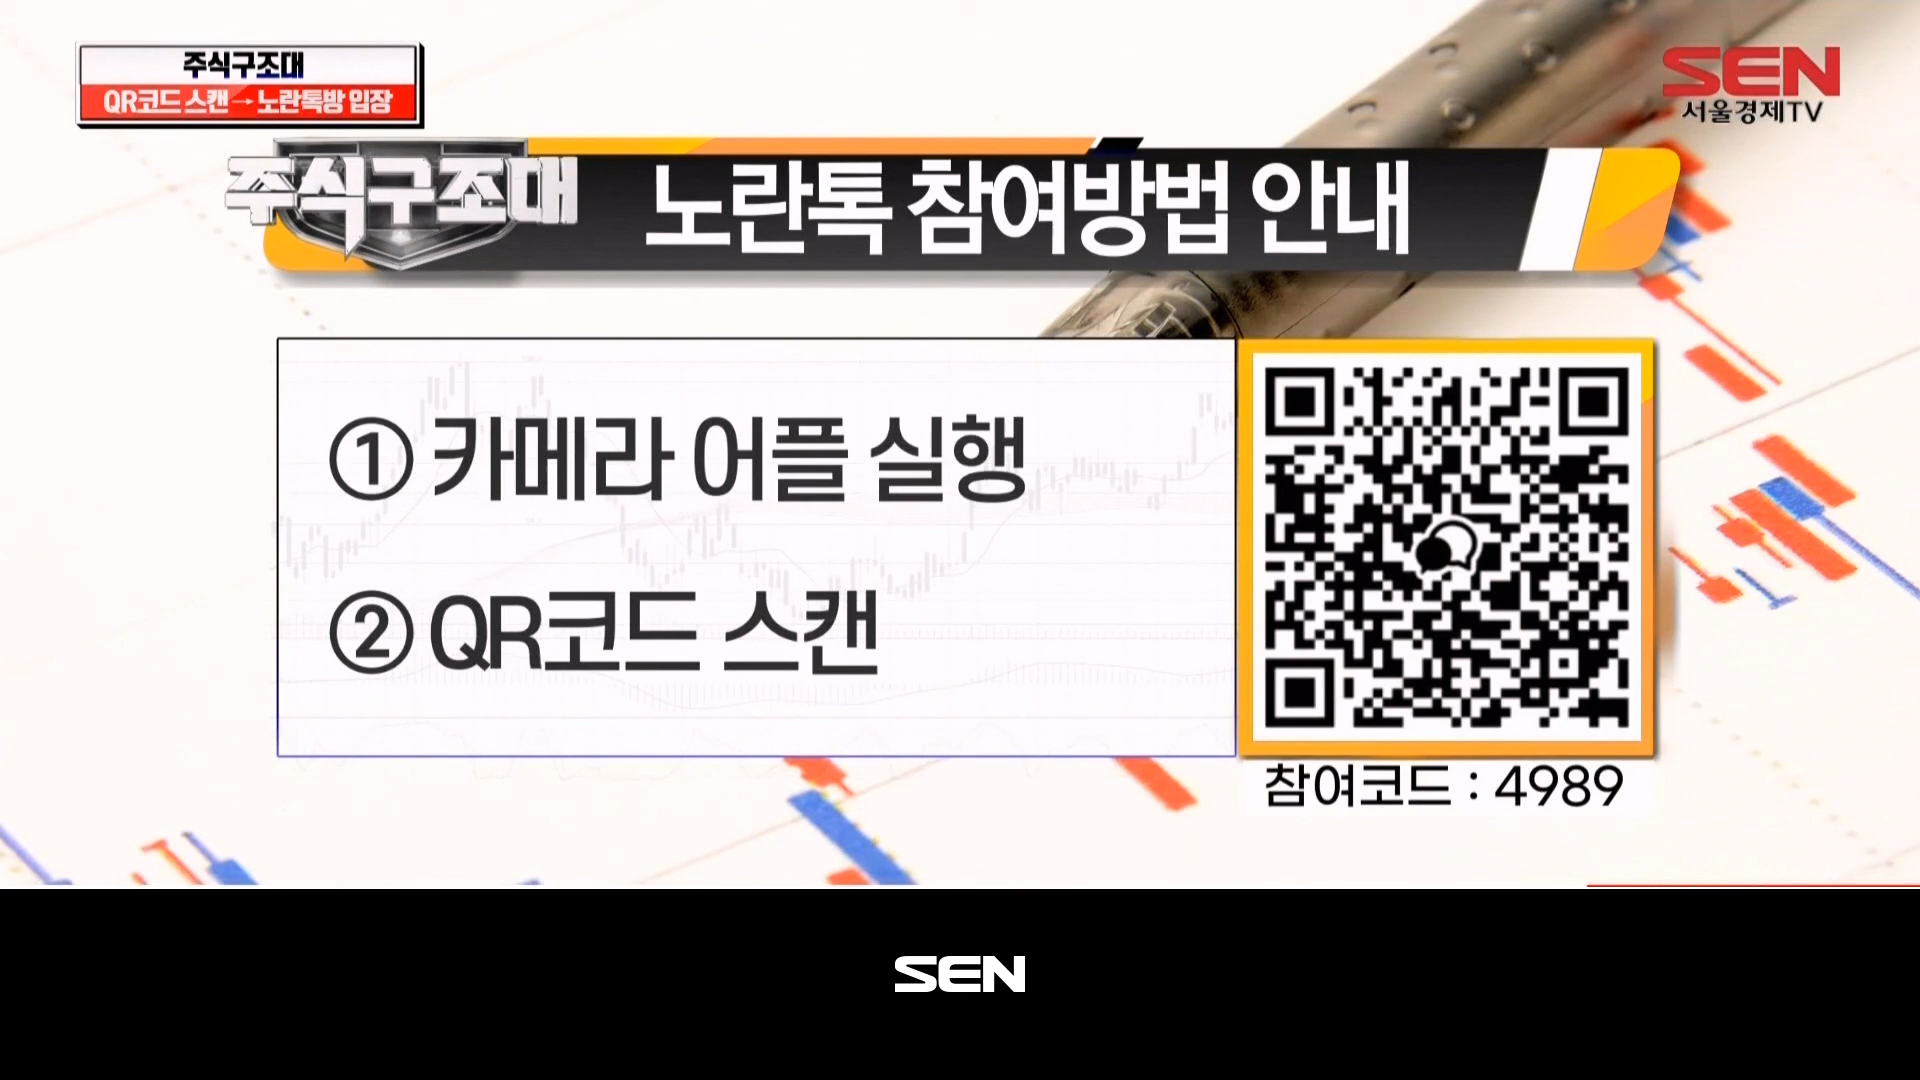 주식구조대
QR코드 스캔→노란톡방 입장
SEN
서울경제TV
주식구조대
노란톡 참여방법 안내
① 카메라 어플 실행
② QR코드 스캔
참여코드 : 4989
SEN